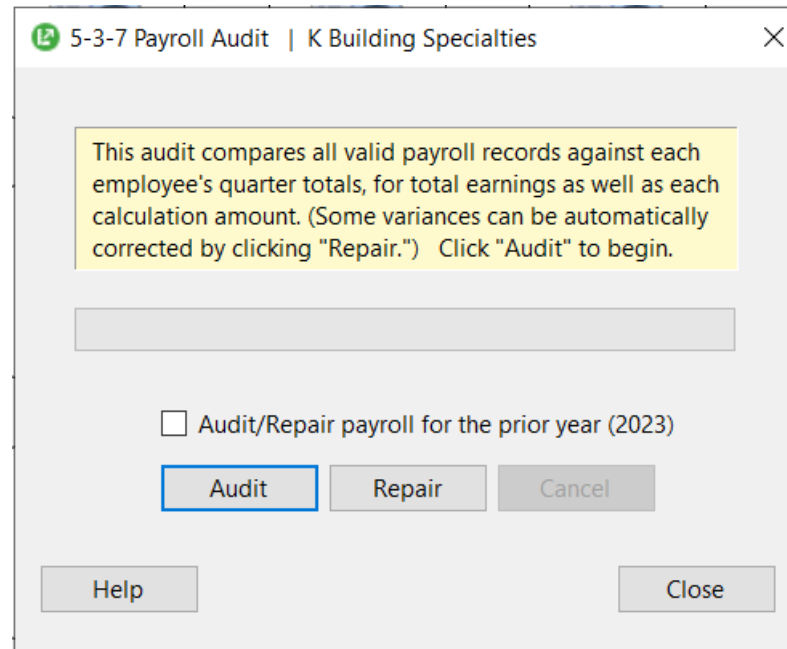 5-3-7 Payroll Audit | K Building Specialties
This audit compares all valid payroll records against each
employee's quarter totals, for total earnings as well as each
calculation amount. (Some variances can be automatically
corrected by clicking "Repair.") Click "Audit" to begin.
Audit/Repair payroll for the prior year (2023)
Audit Repair Cancel
Help Close